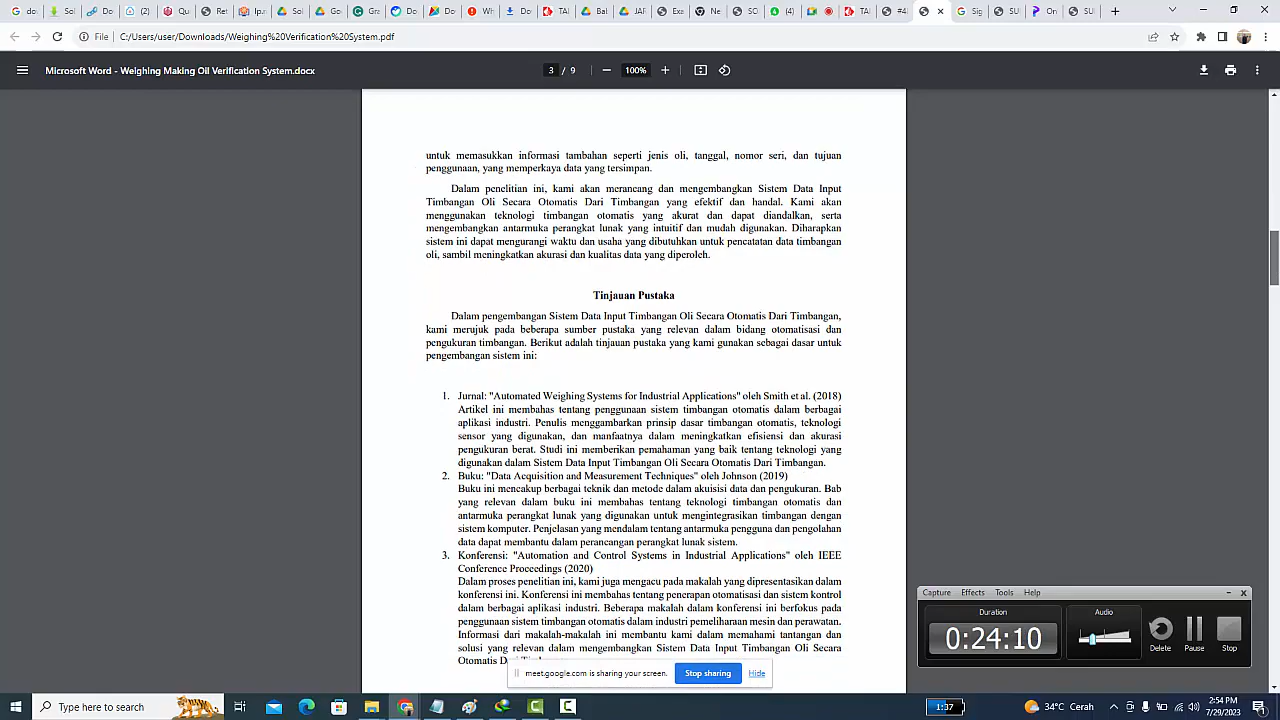 File
C:/Users/user/Downloads/Weighing%20Verification%20System.pdf
Microsoft Word - Weighing Making Oil Verification System.docx
3 / 9
100%
untuk memasukkan informasi tambahan seperti jenis oli, tanggal, nomor seri, dan tujuan
penggunaan, yang memperkaya data yang tersimpan.
Dalam penelitian ini, kami akan merancang dan mengembangkan Sistem Data Input
Timbangan Oli Secara Otomatis Dari Timbangan yang efektif dan handal. Kami akan
menggunakan teknologi timbangan otomatis yang akurat dan dapat diandalkan, serta
mengembangkan antarmuka perangkat lunak yang intuitif dan mudah digunakan. Diharapkan
sistem ini dapat mengurangi waktu dan usaha yang dibutuhkan untuk pencatatan data timbangan
oli, sambil meningkatkan akurasi dan kualitas data yang diperoleh.
Tinjauan Pustaka
Dalam pengembangan Sistem Data Input Timbangan Oli Secara Otomatis Dari Timbangan,
kami merujuk pada beberapa sumber pustaka yang relevan dalam bidang otomatisasi dan
pengukuran timbangan. Berikut adalah tinjauan pustaka yang kami gunakan sebagai dasar untuk
pengembangan sistem ini:
1. Jurnal: "Automated Weighing Systems for Industrial Applications" oleh Smith et al. (2018)
Artikel ini membahas tentang penggunaan sistem timbangan otomatis dalam berbagai
aplikasi industri. Penulis menggambarkan prinsip dasar timbangan otomatis, teknologi
sensor yang digunakan, dan manfaatnya dalam meningkatkan efisiensi dan akurasi
pengukuran berat. Studi ini memberikan pemahaman yang baik tentang teknologi yang
digunakan dalam Sistem Data Input Timbangan Oli Secara Otomatis Dari Timbangan.
2. Buku: "Data Acquisition and Measurement Techniques" oleh Johnson (2019)
Buku ini mencakup berbagai teknik dan metode dalam akuisisi data dan pengukuran. Bab
yang relevan dalam buku ini membahas tentang teknologi timbangan otomatis dan
antarmuka perangkat lunak yang digunakan untuk mengintegrasikan timbangan dengan
sistem komputer. Penjelasan yang mendalam tentang antarmuka pengguna dan pengolahan
data dapat membantu dalam perancangan perangkat lunak sistem.
3. Konferensi: "Automation and Control Systems in Industrial Applications" oleh IEEE
Conference Proceedings (2020)
Dalam proses penelitian ini, kami juga mengacu pada makalah yang dipresentasikan dalam
konferensi ini. Konferensi ini membahas tentang penerapan otomatisasi dan sistem kontrol
dalam berbagai aplikasi industri. Beberapa makalah dalam konferensi ini berfokus pada
penggunaan sistem timbangan otomatis dalam industri pemeliharaan mesin dan perawatan.
Informasi dari makalah-makalah ini membantu kami dalam memahami tantangan dan
solusi yang relevan dalam mengembangkan Sistem Data Input Timbangan Oli Secara
Otomatis
meet.google.com is sharing your screen.
Stop sharing
Hide
Capture Effects Tools Help
Duration
0:24:10
Audio
Delete Pause Stop
Type here to search
1:37
34°C Cerah
2:54 PM
7/29/2023